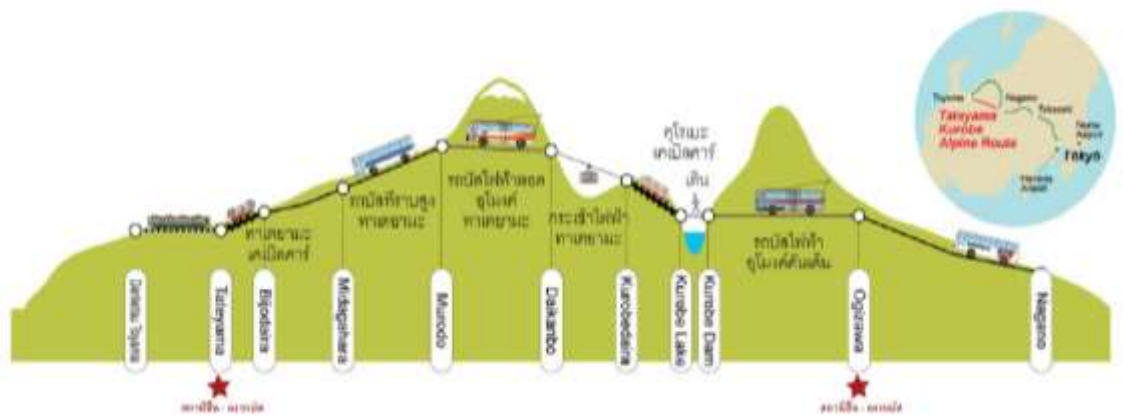 Toyama
Nagano
Takasaki
Tateyama
Kurobe
Alpine Route
Narita
Airport
Tokyo
Haneda
Airport
คุโรเบะ
เคเบิลคาร์
เดิน
รถบัสไฟฟ้าลอด
อุโมงค์
ทาเตยามะ
รถบัสที่ราบสูง
ทาเตยามะ
กระเช้าไฟฟ้า
ทาเตยามะ
ทาเตยามะ
เคเบิลคาร์
รถบัสไฟฟ้า
อุโมงค์คันเด็น
Dentetsu Toyama
Tateyama
Bijodaira
Midagahara
Murodo
Daikanbo
Kurobedaira
Kurobe Lake
Kurobe Dam
Ogizawa
Nagano